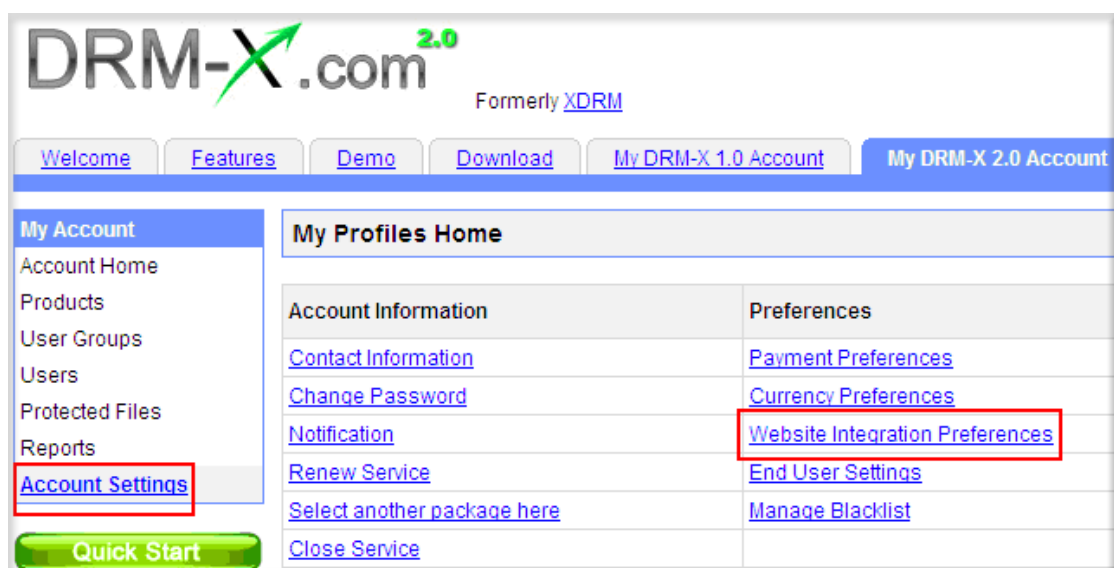 DRM-X.com 2.0
Formerly XDRM
Welcome Features Demo Download My DRM-X 1.0 Account My DRM-X 2.0 Account
My Account
Account Home
Products
User Groups
Users
Protected Files
Reports
Account Settings
Quick Start
My Profiles Home
Account Information Preferences
Contact Information Payment Preferences
Change Password Currency Preferences
Notification Website Integration Preferences
Renew Service End User Settings
Select another package here Manage Blacklist
Close Service